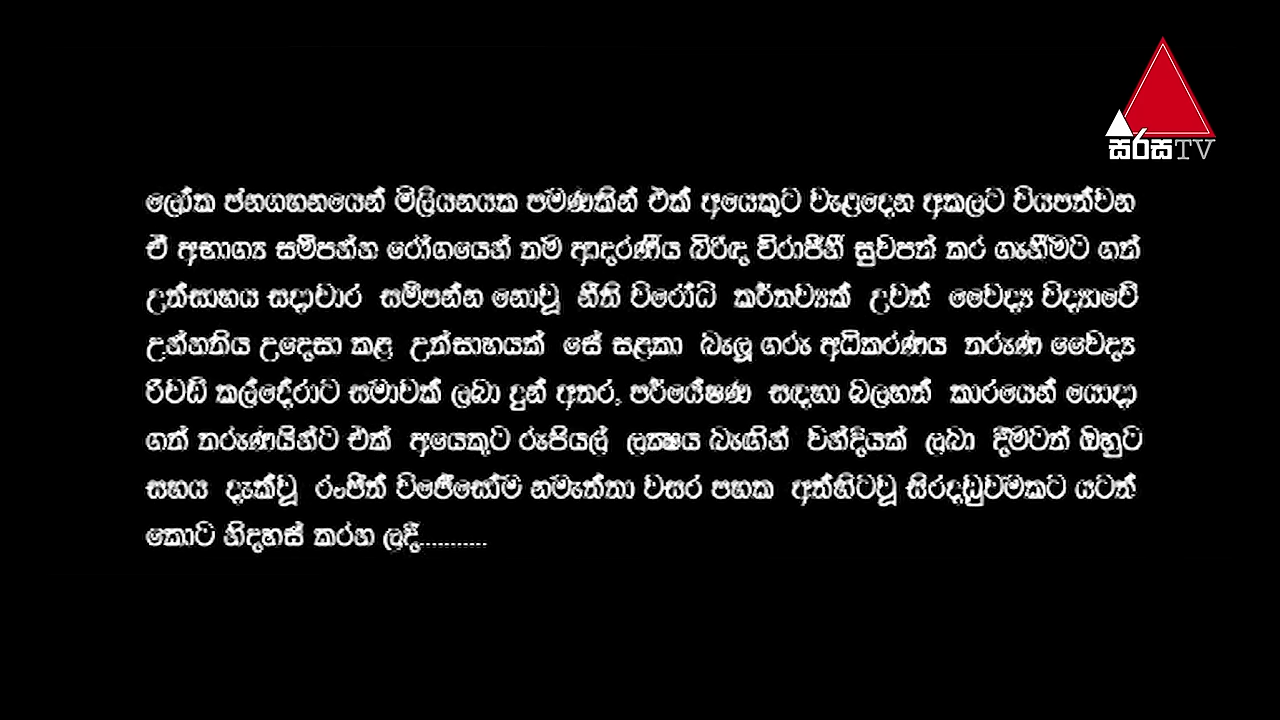 සිරස TV
ලෝක ජනගහනයෙන් මිලියනයක පමණකින් එක් අයෙකුට වැළදෙන අකලට වියපත්වන
ඒ අභාග්‍ය සම්පන්න රෝගයෙන් තම ආදරණීය බිරිඳ විරාජිනී සුවපත් කර ගැනීමට ගත්
උත්සාහය සදාචාර සම්පන්න නොවූ නීති විරෝධි කර්තව්‍යක් උවත් වෛද්‍ය විද්‍යාවේ
උන්නතිය උදෙසා කළ උත්සාහයක් සේ සළකා බැලූ ගරු අධිකරණය තරුණ වෛද්‍ය
රිචඩ් කල්දේරාට සමාවක් ලබා දුන් අතර, පර්යේෂණ සඳහා බලහත් කාරයෙන් යොදා
ගත් තරුණයින්ට එක් අයෙකුට රුපියල් ලක්‍ෂය බැගින් වන්දියක් ලබා දීමටත් ඔහුට
සහය දැක්වූ රංජිත් විජේසෝම නමැත්තා වසර පහක අත්හිටවූ සිරදඬුවමකට යටත්
කොට නිදහස් කරන ලදී...........